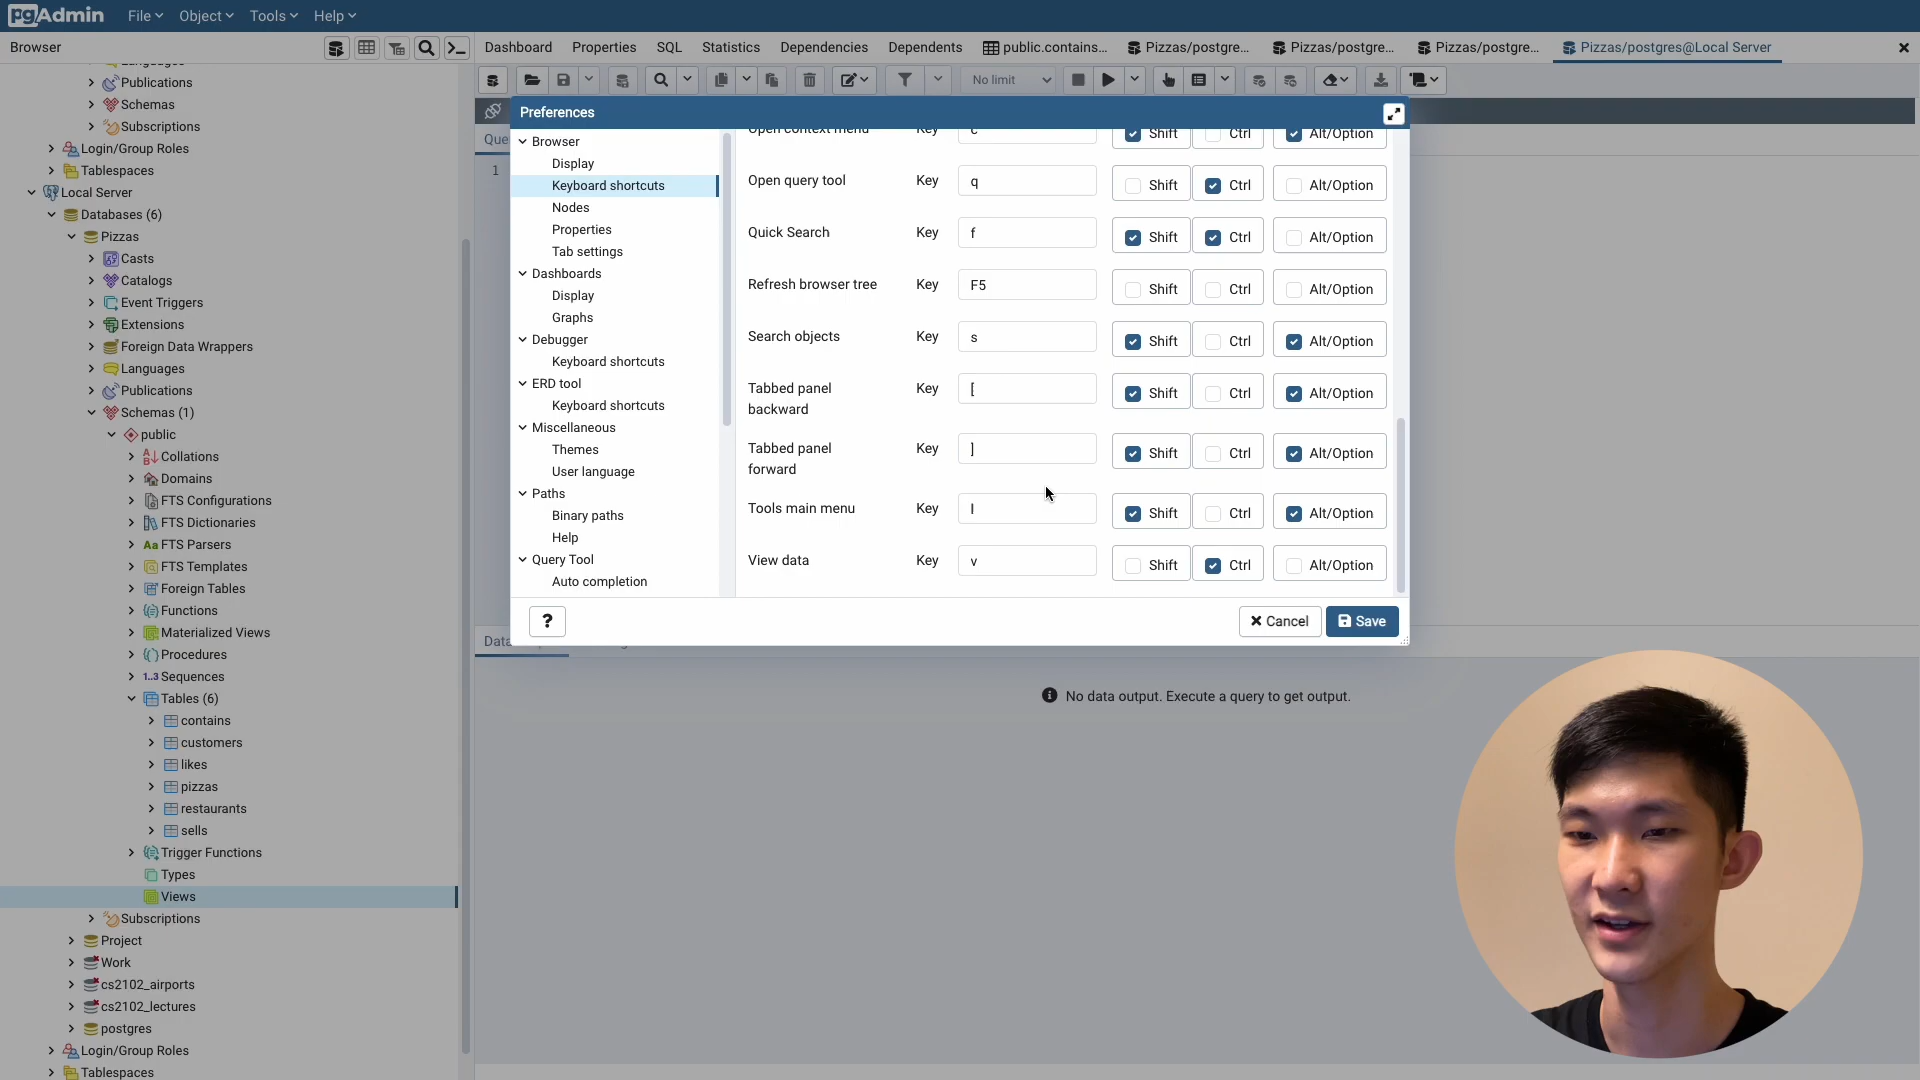 pgAdmin
File
Object
Tools
Help
Browser
Dashboard
Properties
SQL
Statistics
Dependencies
Dependents
public.contains...
Pizzas/postgre...
Pizzas/postgre...
Pizzas/postgre...
Pizzas/postgres@Local Server
No limit
Publications
Schemas
Subscriptions
Login/Group Roles
Tablespaces
Local Server
Databases (6)
Pizzas
Casts
Catalogs
Event Triggers
Extensions
Foreign Data Wrappers
Languages
Publications
Schemas (1)
public
Collations
Domains
FTS Configurations
FTS Dictionaries
Aa FTS Parsers
FTS Templates
Foreign Tables
Functions
Materialized Views
Procedures
1..3 Sequences
Tables (6)
contains
customers
likes
pizzas
restaurants
sells
Trigger Functions
Types
Views
Subscriptions
Project
Work
cs2102_airports
cs2102_lectures
postgres
Login/Group Roles
Tablespaces
Que
1
Preferences
Browser
Display
Keyboard shortcuts
Nodes
Properties
Tab settings
Dashboards
Display
Graphs
Debugger
Keyboard shortcuts
ERD tool
Keyboard shortcuts
Miscellaneous
Themes
User language
Paths
Binary paths
Help
Query Tool
Auto completion
Open context menu Key c Shift Ctrl Alt/Option
Open query tool Key q Shift Ctrl Alt/Option
Quick Search Key f Shift Ctrl Alt/Option
Refresh browser tree Key F5 Shift Ctrl Alt/Option
Search objects Key s Shift Ctrl Alt/Option
Tabbed panel Key [ Shift Ctrl Alt/Option
backward
Tabbed panel Key ] Shift Ctrl Alt/Option
forward
Tools main menu Key l Shift Ctrl Alt/Option
View data Key v Shift Ctrl Alt/Option
?
Cancel
Save
Data
No data output. Execute a query to get output.